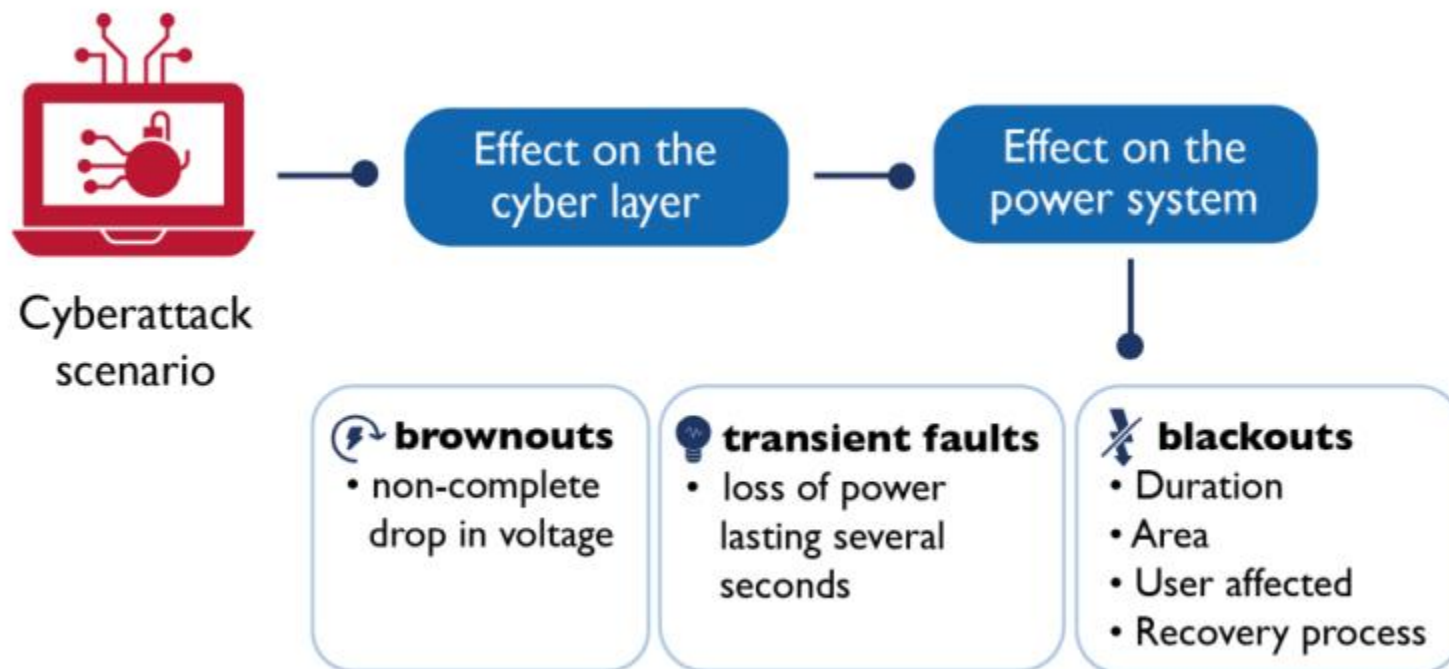 Effect on the
cyber layer
Effect on the
power system
Cyberattack
scenario
brownouts
• non-complete
drop in voltage
transient faults
• loss of power
lasting several
seconds
blackouts
• Duration
• Area
• User affected
• Recovery process